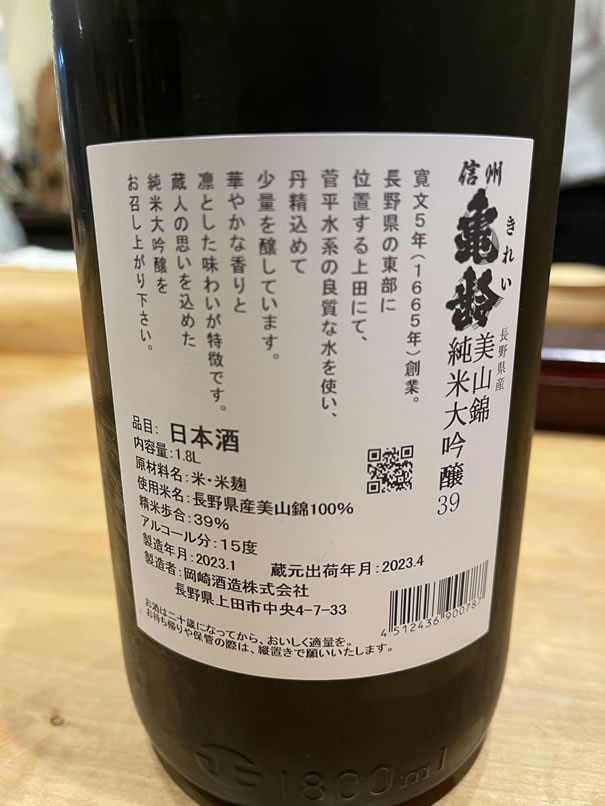 信州
亀齢
きれい
長野県産
美山錦
純米大吟醸39
寛文5年(1665年)創業。
長野県の東部に
位置する上田にて、
菅平水系の良質な水を使い、
丹精込めて
少量を醸しています。
華やかな香りと
凛とした味わいが特徴です。
蔵人の思いを込めた
純米大吟醸を
お召し上がり下さい。
品目: 日本酒
内容量:1.8L
原材料名:米・米麹
使用米名:長野県産美山錦100%
精米歩合:39%
アルコール分:15度
製造年月:2023.1 蔵元出荷年月:2023.4
製造者:岡崎酒造株式会社
長野県上田市中央4-7-33
お酒は二十歳になってから、おいしく適量を。
お持ち帰りや保管の際は、縦置きで願いいたします。
4512436900787
1800ml